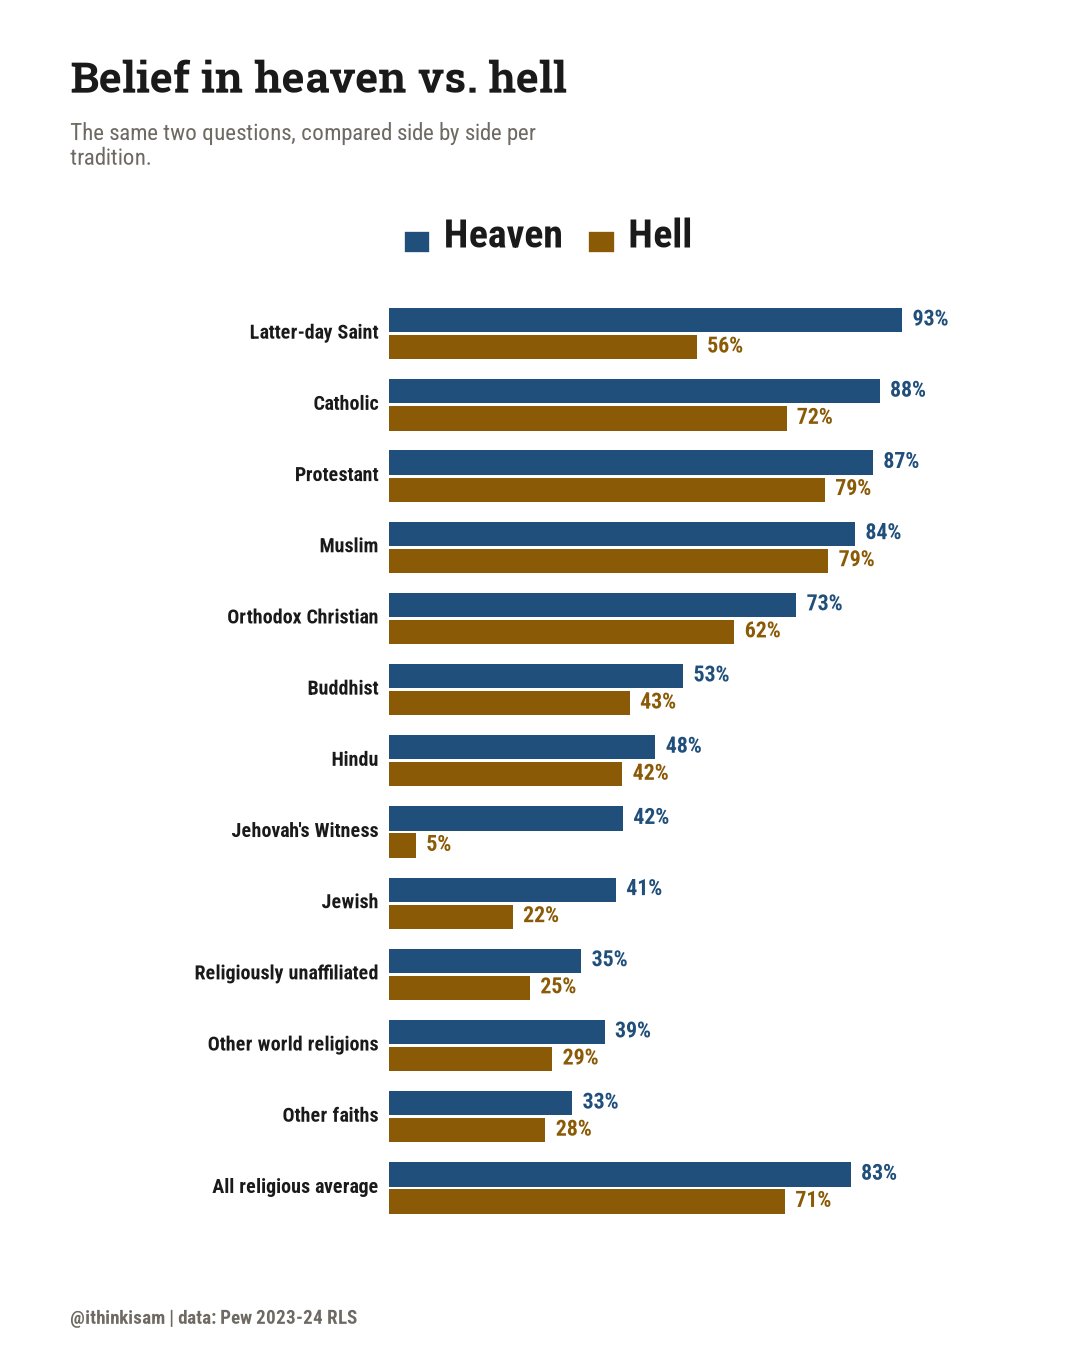 Belief in heaven vs. hell
The same two questions, compared side by side per
tradition.
Heaven Hell
Latter-day Saint 93%
56%
Catholic 88%
72%
Protestant 87%
79%
Muslim 84%
79%
Orthodox Christian 73%
62%
Buddhist 53%
43%
Hindu 48%
42%
Jehovah's Witness 42%
5%
Jewish 41%
22%
Religiously unaffiliated 35%
25%
Other world religions 39%
29%
Other faiths 33%
28%
All religious average 83%
71%
@ithinkisam | data: Pew 2023-24 RLS